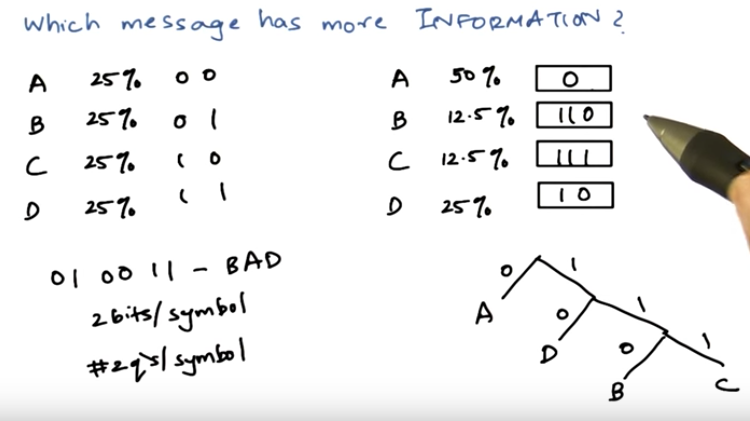 Which message has more INFORMATION?
A 25% 0 0
B 25% 0 1
C 25% 1 0
D 25% 1 1
01 00 11 - BAD
2 bits/symbol
#2q's/symbol
A 50% 0
B 12.5% 110
C 12.5% 111
D 25% 10
0 1
A 0 1
D 0 1
B C